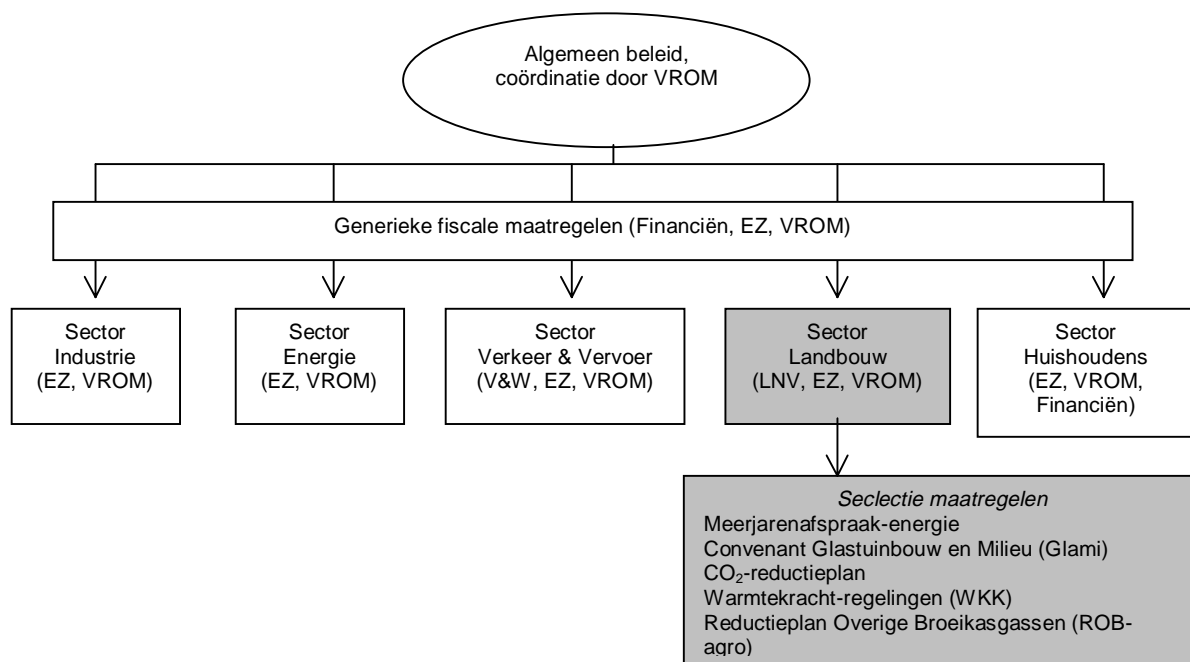 Algemeen beleid,
coördinatie door VROM
Generieke fiscale maatregelen (Financiën, EZ, VROM)
Sector
Industrie
(EZ, VROM)
Sector
Energie
(EZ, VROM)
Sector
Verkeer & Vervoer
(V&W, EZ, VROM)
Sector
Landbouw
(LNV, EZ, VROM)
Sector
Huishoudens
(EZ, VROM,
Financiën)
Seclectie maatregelen
Meerjarenafspraak-energie
Convenant Glastuinbouw en Milieu (Glami)
CO₂-reductieplan
Warmtekracht-regelingen (WKK)
Reductieplan Overige Broeikasgassen (ROB-
agro)